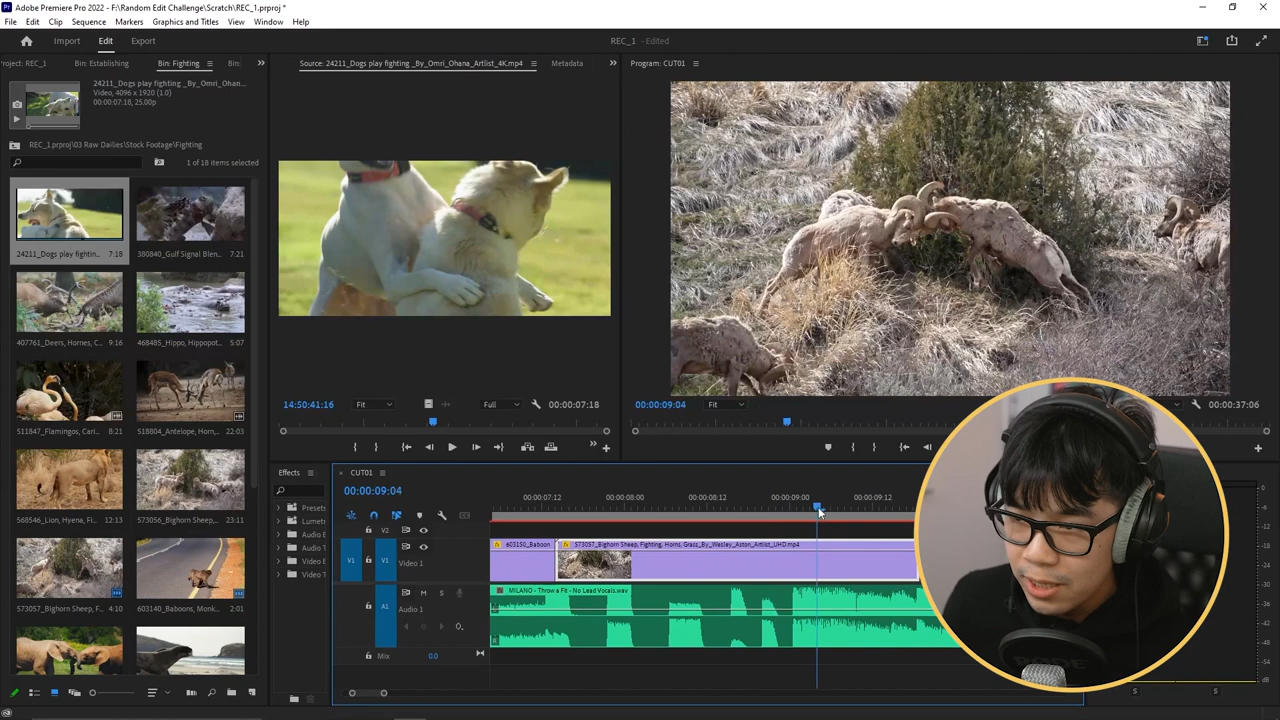 Adobe Premiere Pro 2022 - F:\Random Edit Challenge\Scratch\REC_1.prproj *
File Edit Clip Sequence Markers Graphics and Titles View Window Help
Import Edit Export
REC_1 - Edited
roject: REC_1 Bin: Establishing Bin: Fighting Bin:
24211_Dogs play fighting _By_Omri_Ohan...
Video, 4096 x 1920 (1.0)
00:00:07:18, 25.00p
REC_1.prproj\03 Raw Dailies\Stock Footage\Fighting
1 of 18 items selected
24211_Dogs play fightin... 7:18
380840_Gulf Signal Blen... 7:21
407761_Deers, Hornes, C... 9:16
468485_Hippo, Hippopot... 5:07
511847_Flamingos, Cari... 8:21
518804_Antelope, Horn,... 22:03
568546_Lion, Hyena, Fi... 12:13
573056_Bighorn Sheep,... 23:11
573057_Bighorn Sheep, F... 4:10
603140_Baboons, Monk... 2:01
Source: 24211_Dogs play fighting _By_Omri_Ohana_Artlist_4K.mp4 Metadata
14:50:41:16 Fit Full 00:00:07:18
Program: CUT01
00:00:09:04 Fit 00:00:37:06
Effects
Presets
Lumetr
Audio E
Audio T
Video E
Video T
CUT01
00:00:09:04
00:00:07:12 00:00:08:00 00:00:08:12 00:00:09:00 00:00:09:12
V2
V1 V1 Video 1
603150_Baboon
573057_Bighorn Sheep, Fighting, Horns, Grass_By_Wesley_Aston_Artlist_UHD.mp4
A1 M S
Audio 1
MILANO - Throw a Fit - No Lead Vocals.wav
L
R
Mix 0.0
RODE
0
dB
S S